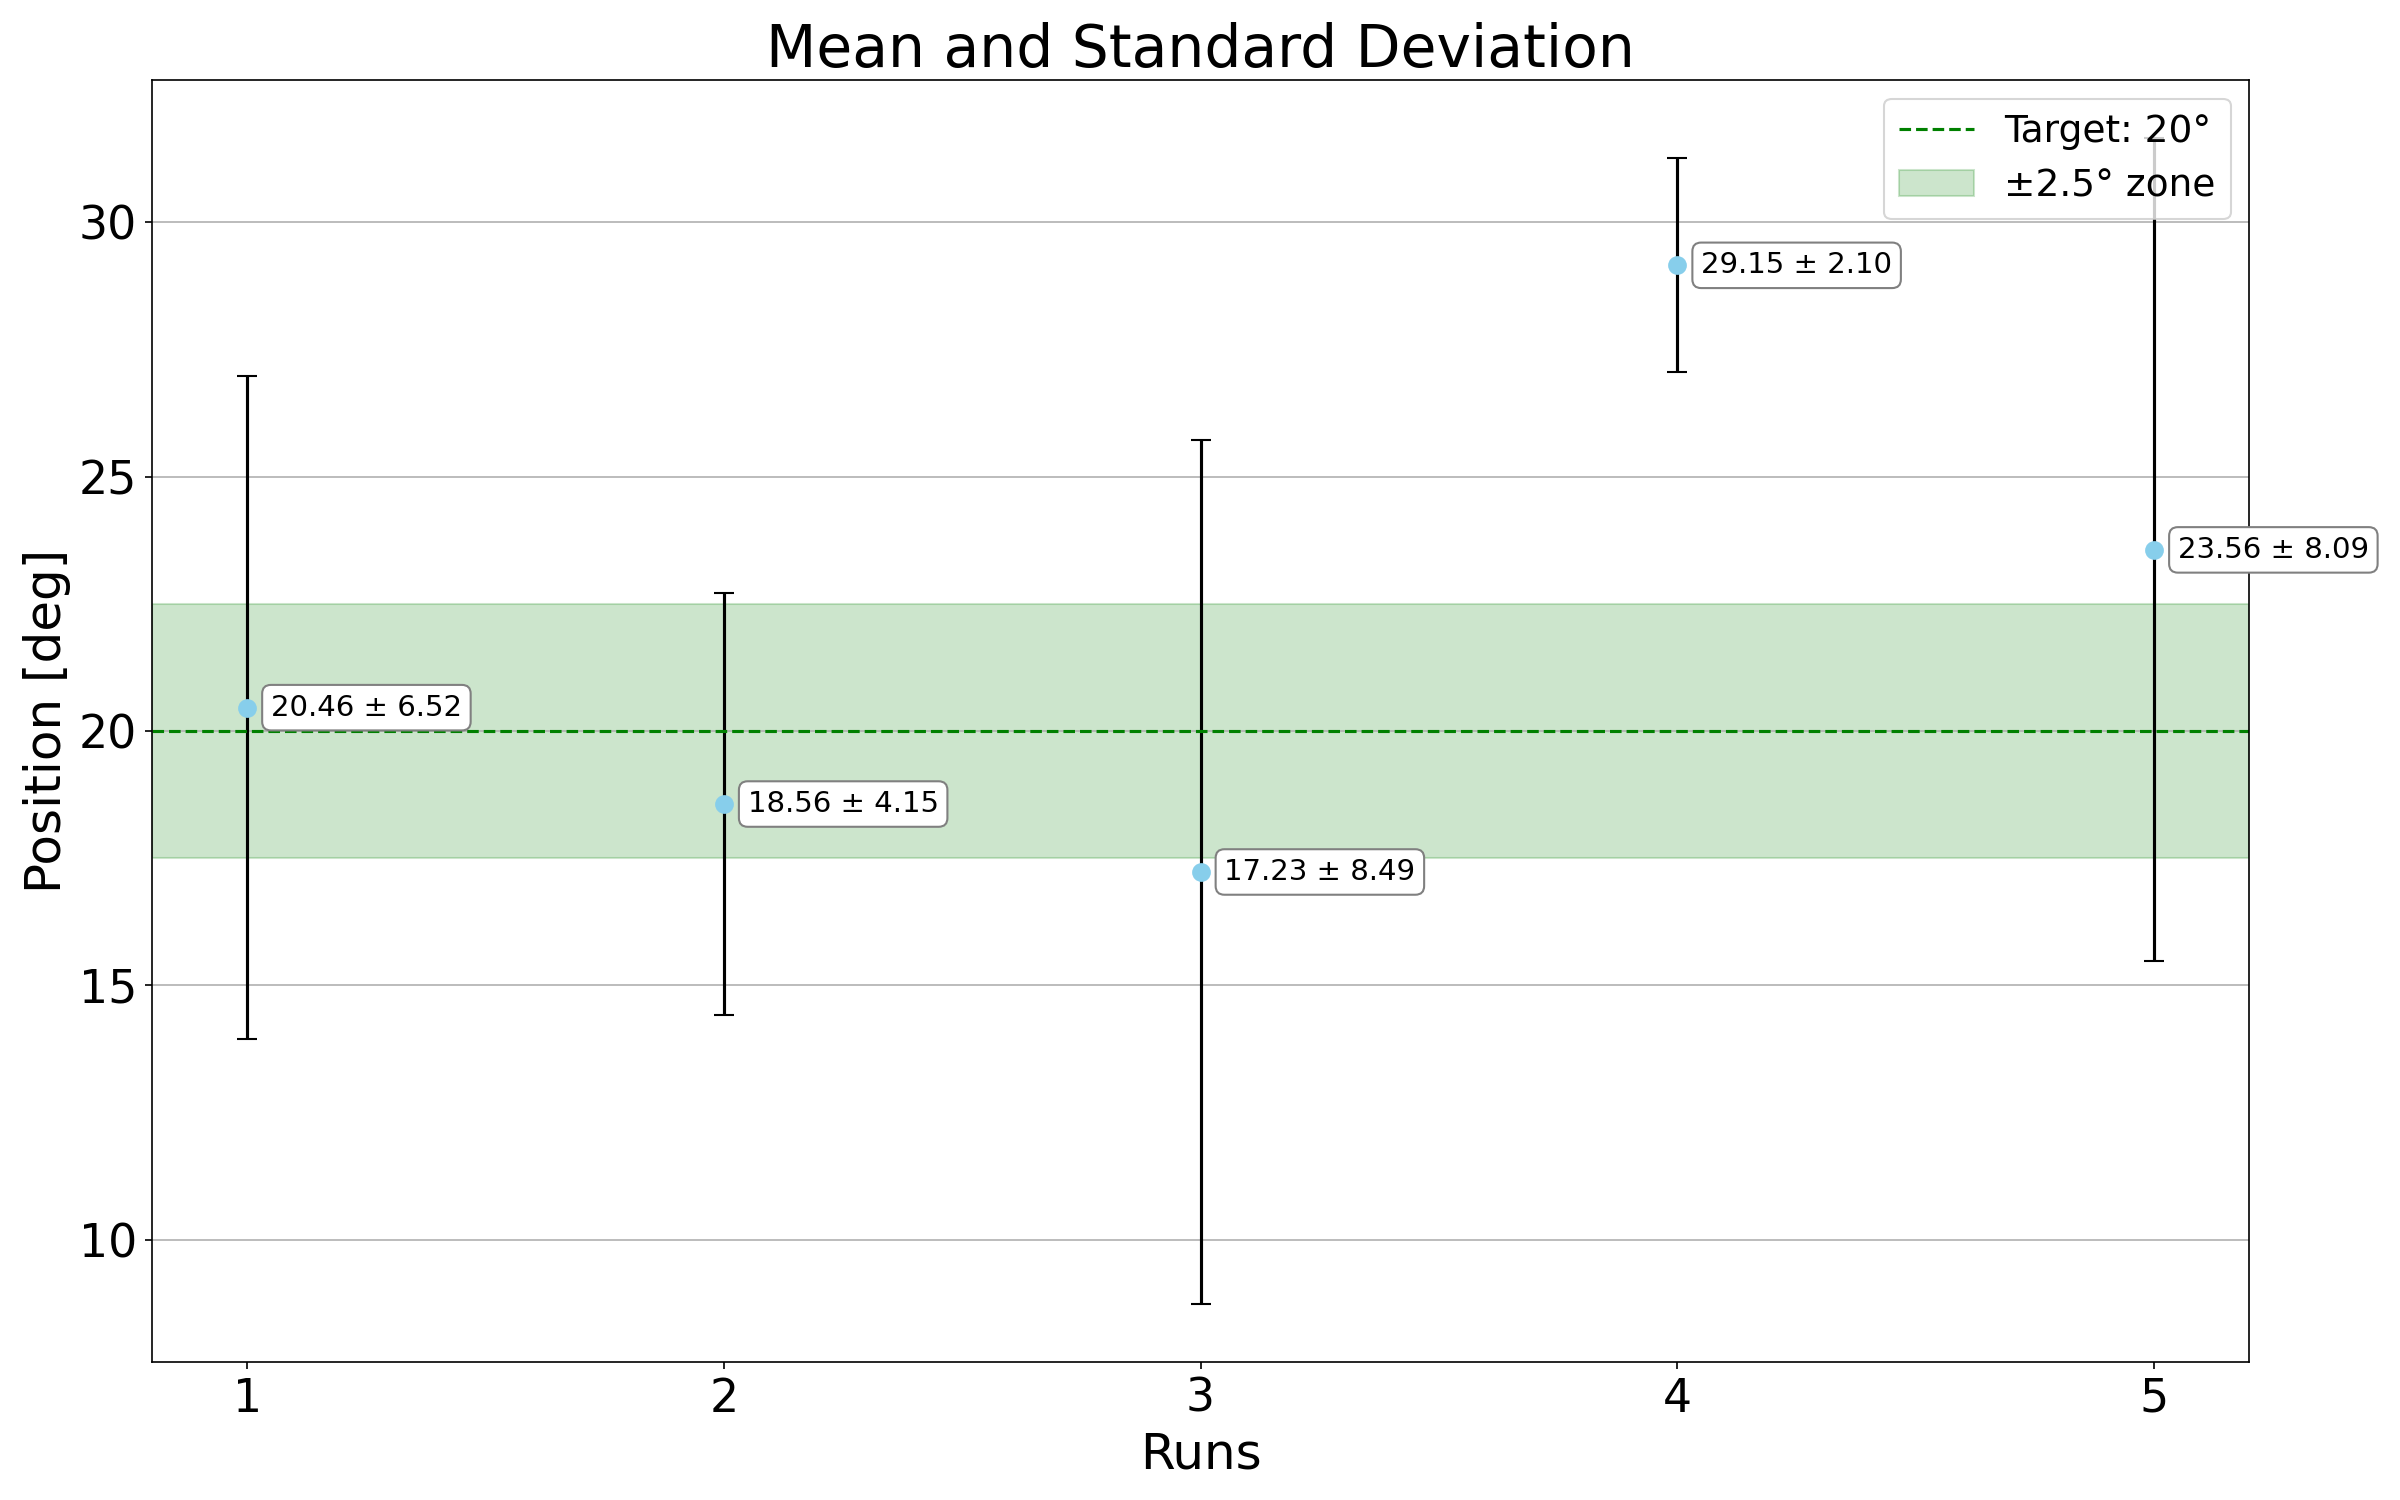 Mean and Standard Deviation
Target: 20°
±2.5° zone
30
25
20
15
10
Position [deg]
29.15 ± 2.10
23.56 ± 8.09
20.46 ± 6.52
18.56 ± 4.15
17.23 ± 8.49
1 2 3 4 5
Runs